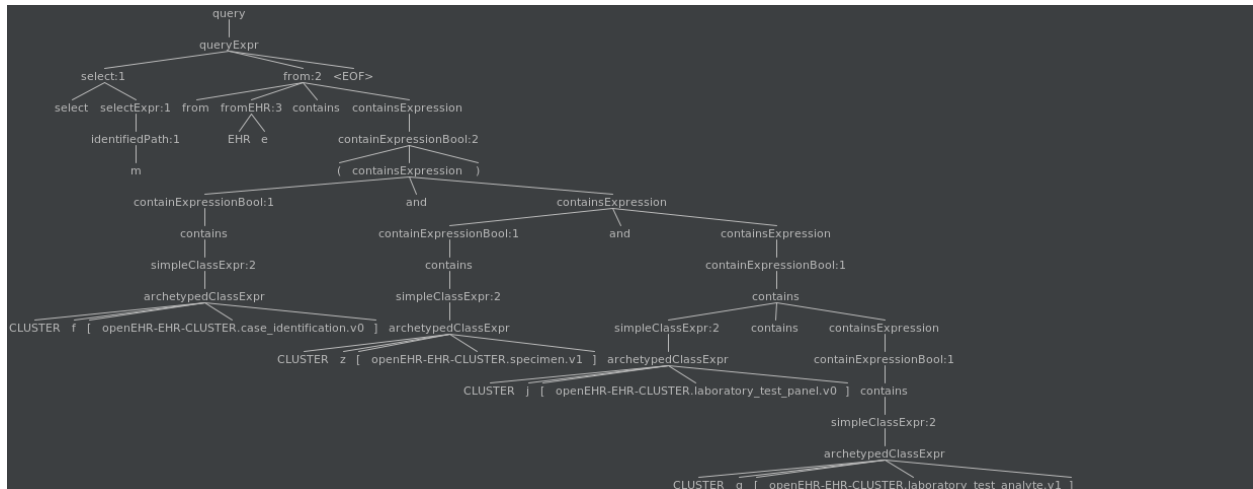 query
queryExpr
select:1 from:2 <EOF>
select selectExpr:1 from fromEHR:3 contains containsExpression
identifiedPath:1 EHR e containExpressionBool:2
m ( containsExpression )
containExpressionBool:1 and containsExpression
contains containExpressionBool:1 and containsExpression
simpleClassExpr:2 contains containExpressionBool:1
archetypedClassExpr simpleClassExpr:2 contains
CLUSTER f [ openEHR-EHR-CLUSTER.case_identification.v0 ] archetypedClassExpr simpleClassExpr:2 contains containsExpression
CLUSTER z [ openEHR-EHR-CLUSTER.specimen.v1 ] archetypedClassExpr containExpressionBool:1
CLUSTER j [ openEHR-EHR-CLUSTER.laboratory_test_panel.v0 ] contains
simpleClassExpr:2
archetypedClassExpr
CLUSTER q [ openEHR-EHR-CLUSTER.laboratory_test_analyte.v1 ]